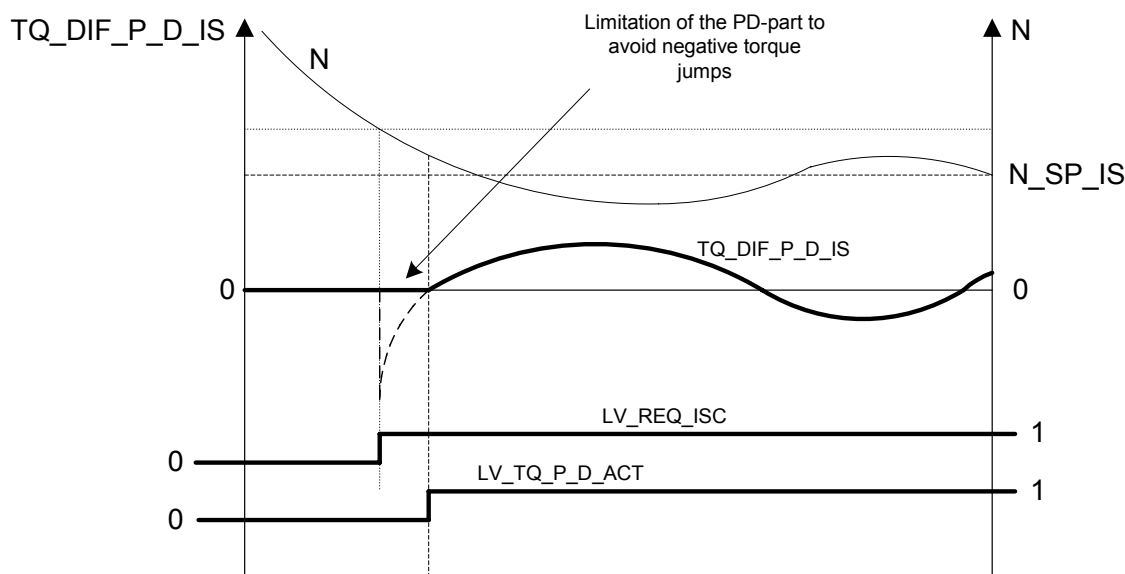 TQ_DIF_P_D_IS
N
Limitation of the PD-part to
avoid negative torque
jumps
N
N_SP_IS
TQ_DIF_P_D_IS
0
0
LV_REQ_ISC
1
0
LV_TQ_P_D_ACT
1
0